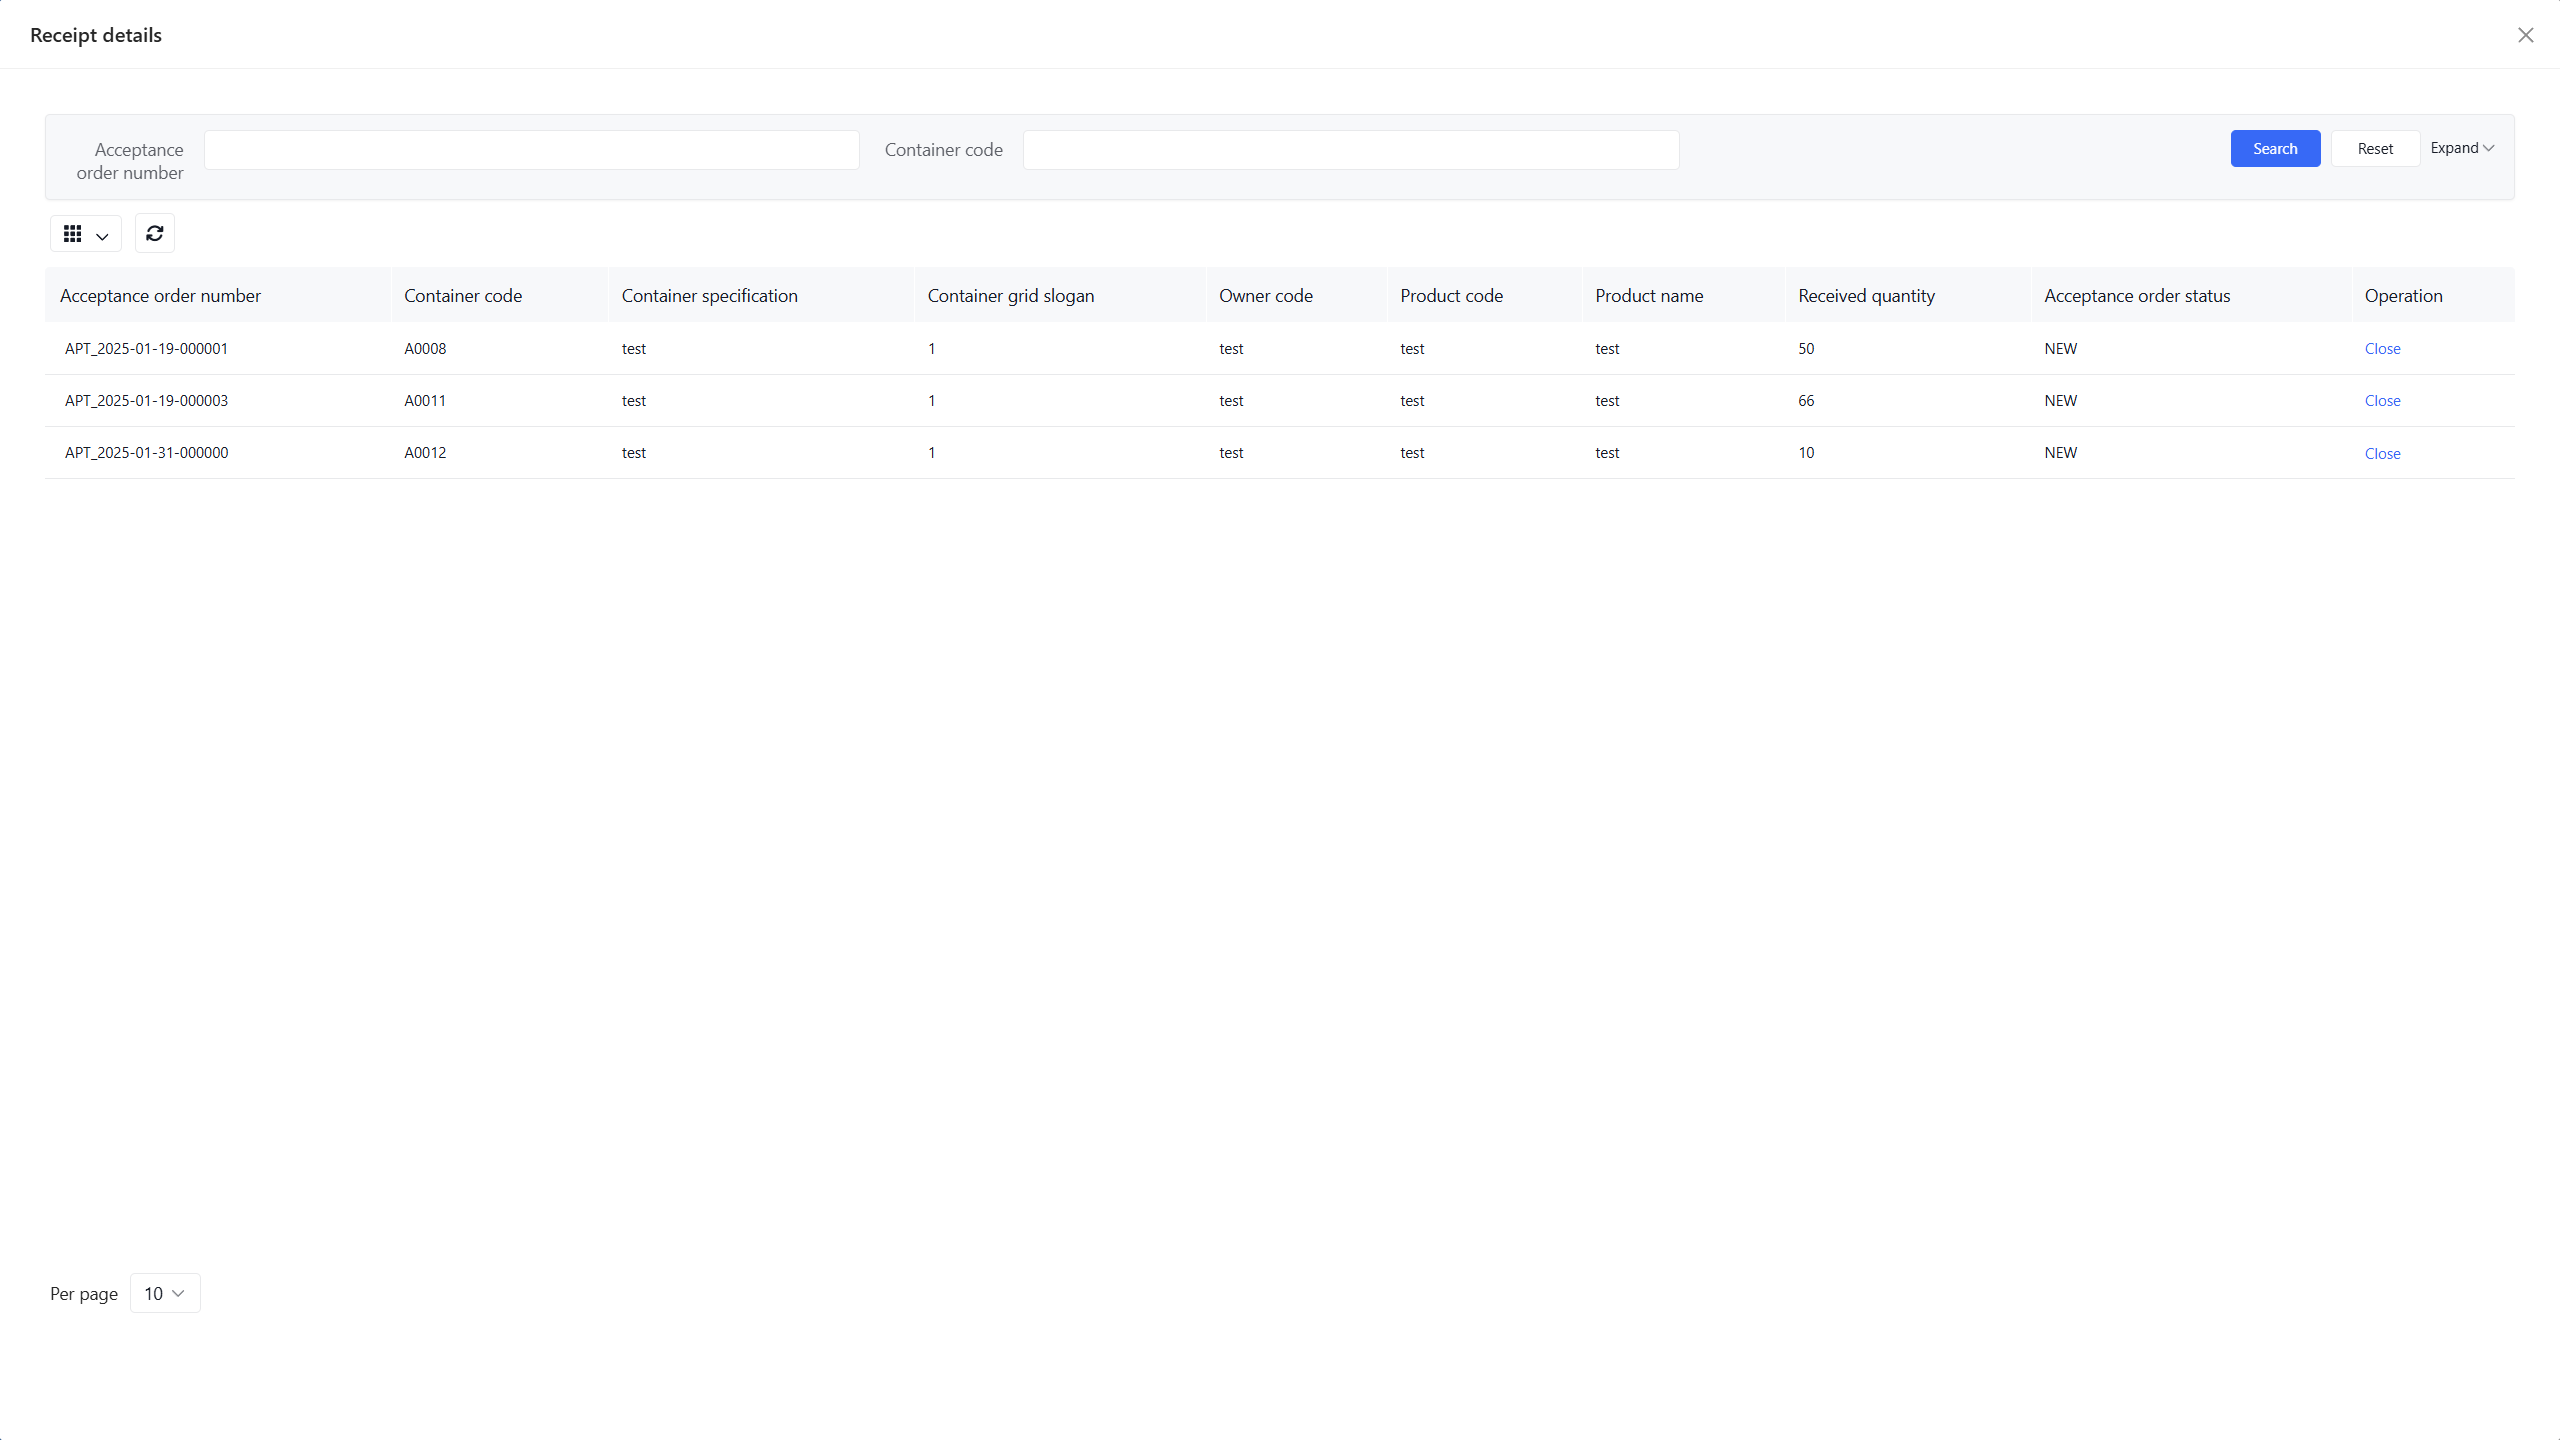 Receipt details
Acceptance order number
Container code
Search Reset Expand
Acceptance order number Container code Container specification Container grid slogan Owner code Product code Product name Received quantity Acceptance order status Operation
APT_2025-01-19-000001 A0008 test 1 test test test 50 NEW Close
APT_2025-01-19-000003 A0011 test 1 test test test 66 NEW Close
APT_2025-01-31-000000 A0012 test 1 test test test 10 NEW Close
Per page 10